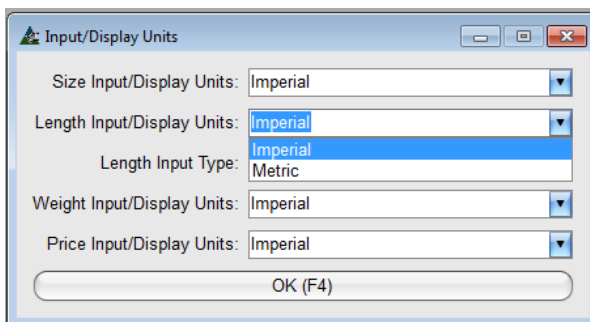 Input/Display Units
Size Input/Display Units: Imperial
Length Input/Display Units: Imperial
Imperial
Length Input Type:
Metric
Weight Input/Display Units: Imperial
Price Input/Display Units: Imperial
OK (F4)